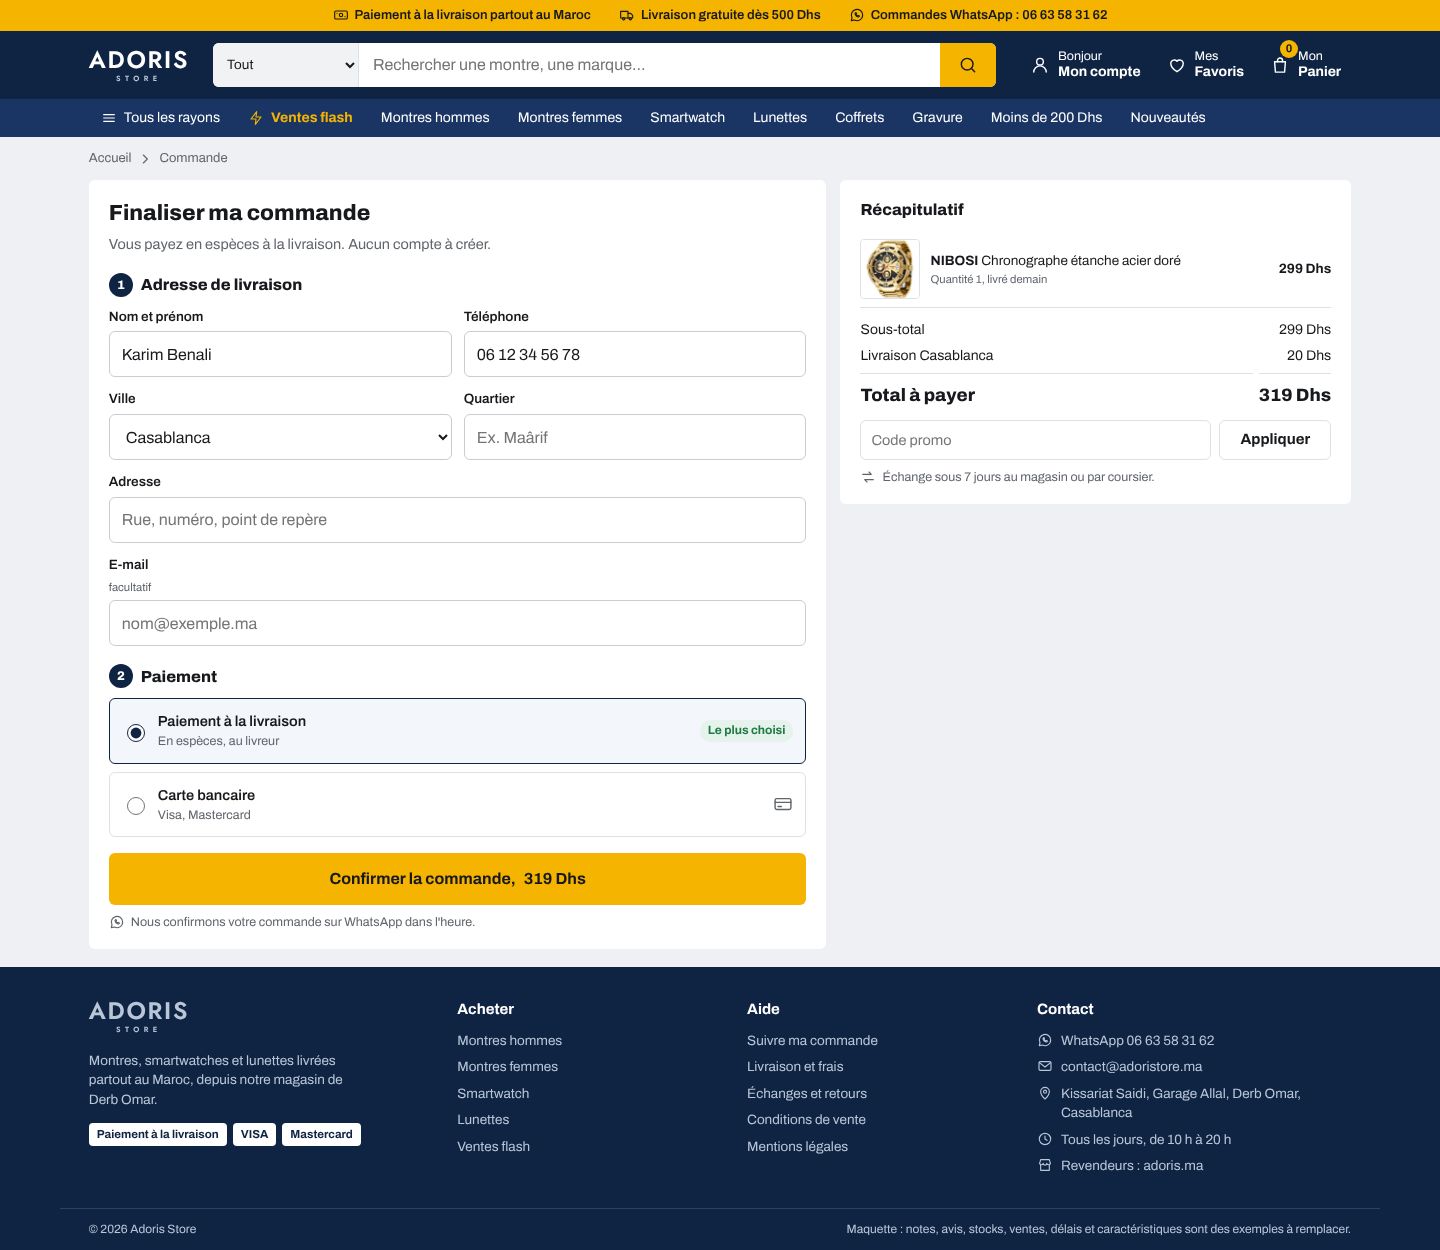 Paiement à la livraison partout au Maroc
Livraison gratuite dès 500 Dhs
Commandes WhatsApp : 06 63 58 31 62
ADORIS
STORE
Tout
Rechercher une montre, une marque...
Bonjour
Mon compte
Mes
Favoris
0
Mon
Panier
Tous les rayons
Ventes flash
Montres hommes
Montres femmes
Smartwatch
Lunettes
Coffrets
Gravure
Moins de 200 Dhs
Nouveautés
Accueil
Commande
Finaliser ma commande
Vous payez en espèces à la livraison. Aucun compte à créer.
1 Adresse de livraison
Nom et prénom
Téléphone
Karim Benali
06 12 34 56 78
Ville
Quartier
Casablanca
Ex. Maârif
Adresse
Rue, numéro, point de repère
E-mail
facultatif
nom@exemple.ma
2 Paiement
Paiement à la livraison
En espèces, au livreur
Le plus choisi
Carte bancaire
Visa, Mastercard
Confirmer la commande, 319 Dhs
Nous confirmons votre commande sur WhatsApp dans l'heure.
Récapitulatif
NIBOSI Chronographe étanche acier doré
Quantité 1, livré demain
299 Dhs
Sous-total 299 Dhs
Livraison Casablanca 20 Dhs
Total à payer 319 Dhs
Code promo
Appliquer
Échange sous 7 jours au magasin ou par coursier.
ADORIS
STORE
Montres, smartwatches et lunettes livrées
partout au Maroc, depuis notre magasin de
Derb Omar.
Paiement à la livraison
VISA
Mastercard
Acheter
Montres hommes
Montres femmes
Smartwatch
Lunettes
Ventes flash
Aide
Suivre ma commande
Livraison et frais
Échanges et retours
Conditions de vente
Mentions légales
Contact
WhatsApp 06 63 58 31 62
contact@adoristore.ma
Kissariat Saidi, Garage Allal, Derb Omar,
Casablanca
Tous les jours, de 10 h à 20 h
Revendeurs : adoris.ma
© 2026 Adoris Store
Maquette : notes, avis, stocks, ventes, délais et caractéristiques sont des exemples à remplacer.